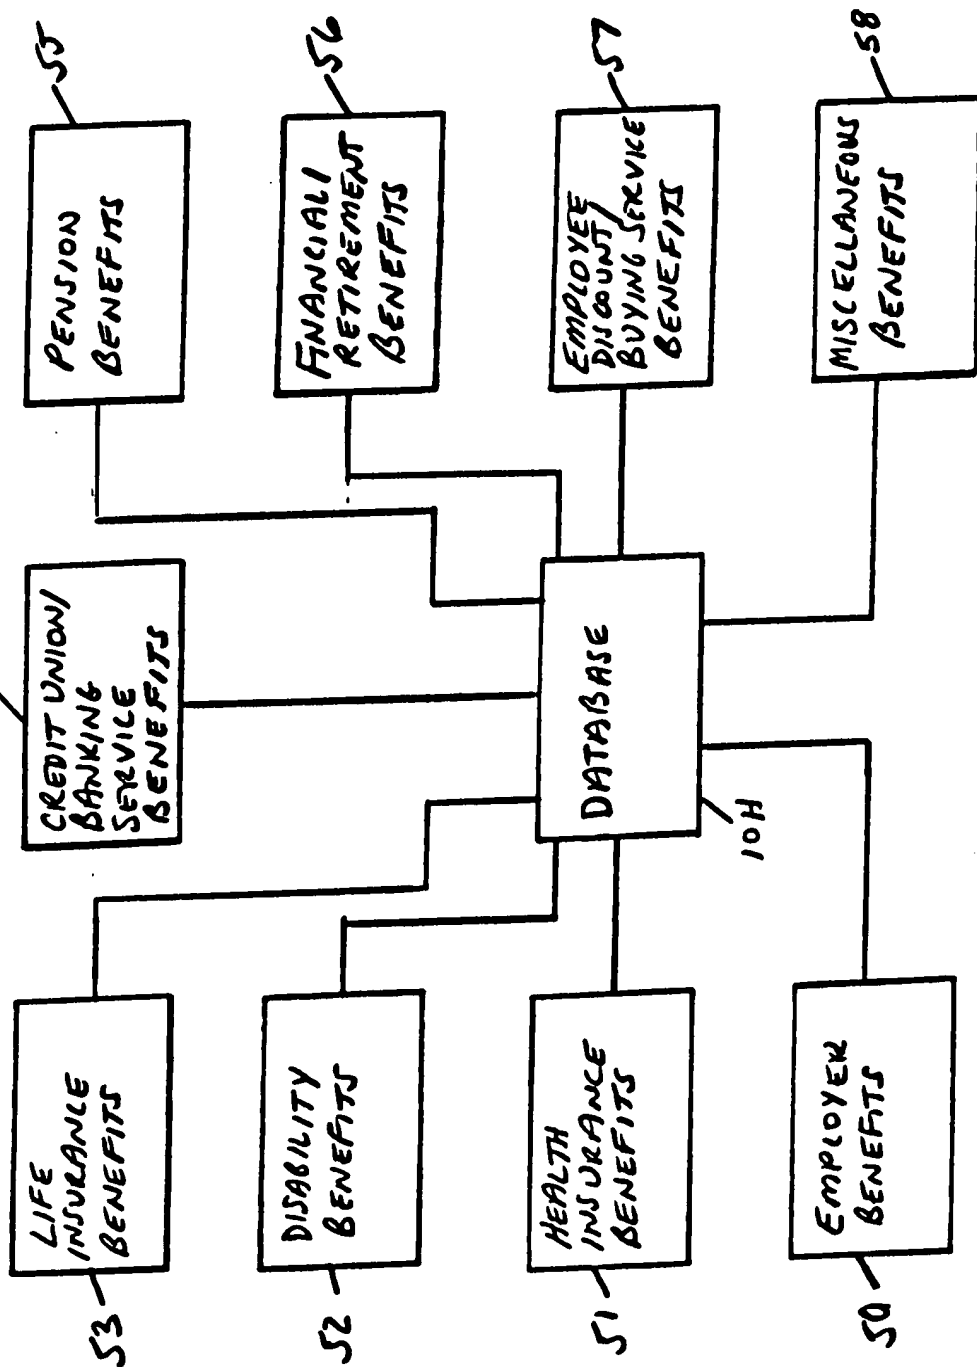 53
LIFE
INSURANCE
BENEFITS
52
DISABILITY
BENEFITS
51
HEALTH
INSURANCE
BENEFITS
50
EMPLOYER
BENEFITS
CREDIT UNION/
BANKING
SERVICE
BENEFITS
DATABASE
10H
55
PENSION
BENEFITS
56
FINANCIAL/
RETIREMENT
BENEFITS
57
EMPLOYEE
DISCOUNT/
BUYING SERVICE
BENEFITS
58
MISCELLANEOUS
BENEFITS